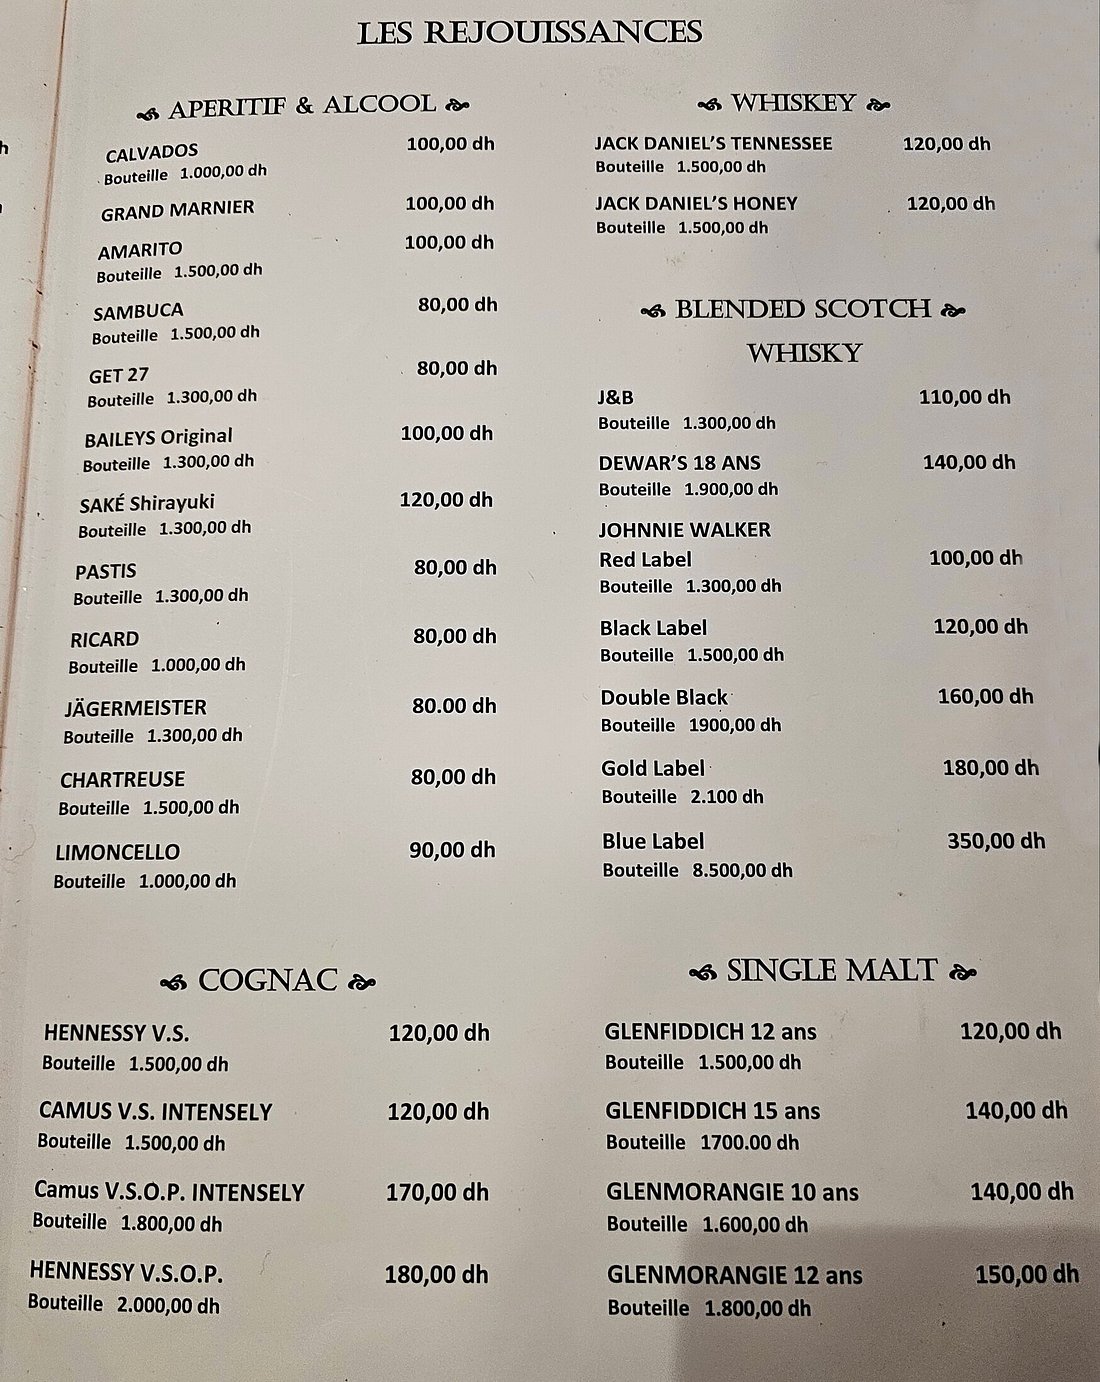 LES REJOUISSANCES
APERITIF & ALCOOL
CALVADOS 100,00 dh
Bouteille 1.000,00 dh
GRAND MARNIER 100,00 dh
AMARITO 100,00 dh
Bouteille 1.500,00 dh
SAMBUCA 80,00 dh
Bouteille 1.500,00 dh
GET 27 80,00 dh
Bouteille 1.300,00 dh
BAILEYS Original 100,00 dh
Bouteille 1.300,00 dh
SAKÉ Shirayuki 120,00 dh
Bouteille 1.300,00 dh
PASTIS 80,00 dh
Bouteille 1.300,00 dh
RICARD 80,00 dh
Bouteille 1.000,00 dh
JÄGERMEISTER 80.00 dh
Bouteille 1.300,00 dh
CHARTREUSE 80,00 dh
Bouteille 1.500,00 dh
LIMONCELLO 90,00 dh
Bouteille 1.000,00 dh
COGNAC
HENNESSY V.S. 120,00 dh
Bouteille 1.500,00 dh
CAMUS V.S. INTENSELY 120,00 dh
Bouteille 1.500,00 dh
Camus V.S.O.P. INTENSELY 170,00 dh
Bouteille 1.800,00 dh
HENNESSY V.S.O.P. 180,00 dh
Bouteille 2.000,00 dh
WHISKEY
JACK DANIEL'S TENNESSEE 120,00 dh
Bouteille 1.500,00 dh
JACK DANIEL'S HONEY 120,00 dh
Bouteille 1.500,00 dh
BLENDED SCOTCH
WHISKY
J&B 110,00 dh
Bouteille 1.300,00 dh
DEWAR'S 18 ANS 140,00 dh
Bouteille 1.900,00 dh
JOHNNIE WALKER
Red Label 100,00 dh
Bouteille 1.300,00 dh
Black Label 120,00 dh
Bouteille 1.500,00 dh
Double Black 160,00 dh
Bouteille 1900,00 dh
Gold Label 180,00 dh
Bouteille 2.100 dh
Blue Label 350,00 dh
Bouteille 8.500,00 dh
SINGLE MALT
GLENFIDDICH 12 ans 120,00 dh
Bouteille 1.500,00 dh
GLENFIDDICH 15 ans 140,00 dh
Bouteille 1700.00 dh
GLENMORANGIE 10 ans 140,00 dh
Bouteille 1.600,00 dh
GLENMORANGIE 12 ans 150,00 dh
Bouteille 1.800,00 dh